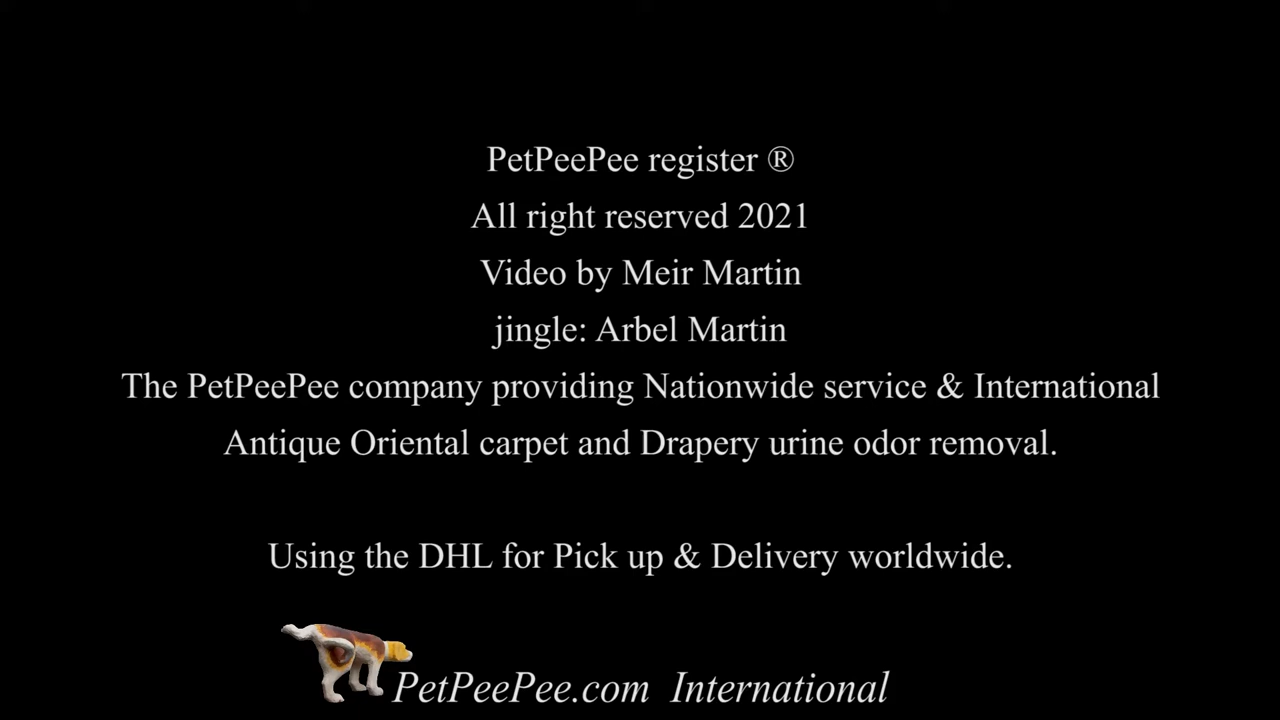 PetPeePee register ®
All right reserved 2021
Video by Meir Martin
jingle: Arbel Martin
The PetPeePee company providing Nationwide service & International
Antique Oriental carpet and Drapery urine odor removal.
Using the DHL for Pick up & Delivery worldwide.
PetPeePee.com International